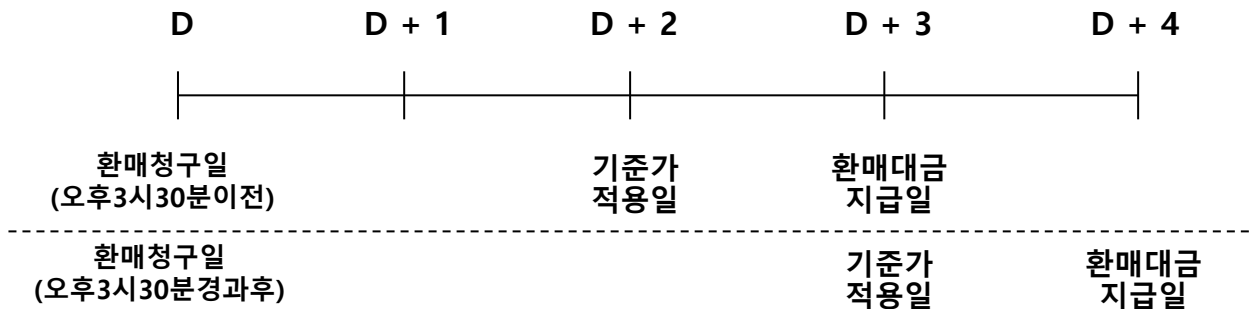 D D + 1 D + 2 D + 3 D + 4
환매청구일 기준가 환매대금
(오후3시30분이전) 적용일 지급일
환매청구일 기준가 환매대금
(오후3시30분경과후) 적용일 지급일